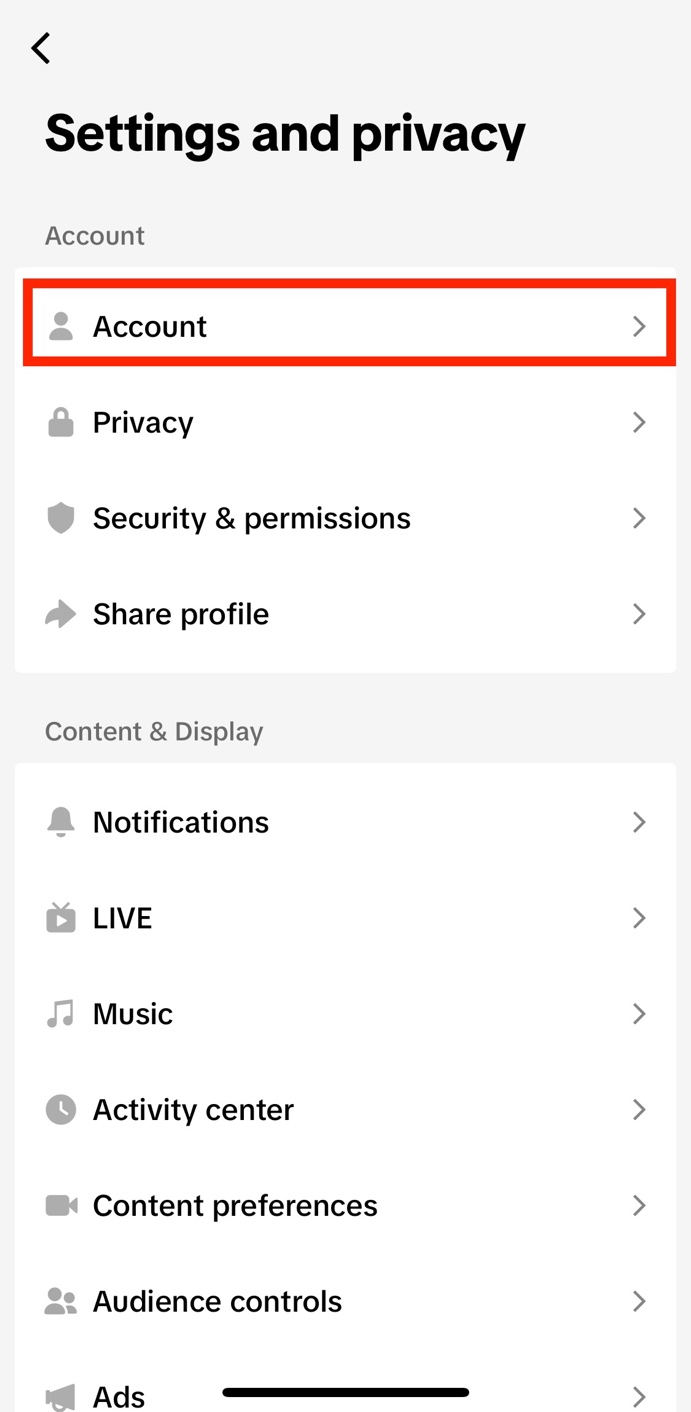 Settings and privacy
Account
Account
Privacy
Security & permissions
Share profile
Content & Display
Notifications
LIVE
Music
Activity center
Content preferences
Audience controls
Ads